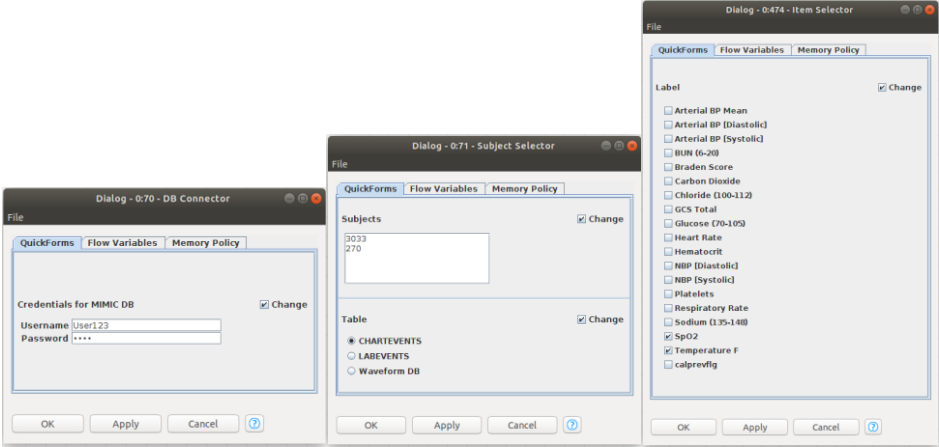 Dialog - 0:70 - DB Connector
File
QuickForms Flow Variables Memory Policy
Credentials for MIMIC DB Change
Username User123
Password ••••
OK Apply Cancel ?
Dialog - 0:71 - Subject Selector
File
QuickForms Flow Variables Memory Policy
Subjects Change
3033
270
Table Change
CHARTEVENTS
LABEVENTS
Waveform DB
OK Apply Cancel ?
Dialog - 0:474 - Item Selector
File
QuickForms Flow Variables Memory Policy
Label Change
Arterial BP Mean
Arterial BP [Diastolic]
Arterial BP [Systolic]
BUN (6-20)
Braden Score
Carbon Dioxide
Chloride (100-112)
GCS Total
Glucose (70-105)
Heart Rate
Hematocrit
NBP [Diastolic]
NBP [Systolic]
Platelets
Respiratory Rate
Sodium (135-148)
SpO2
Temperature F
calprevflg
OK Apply Cancel ?